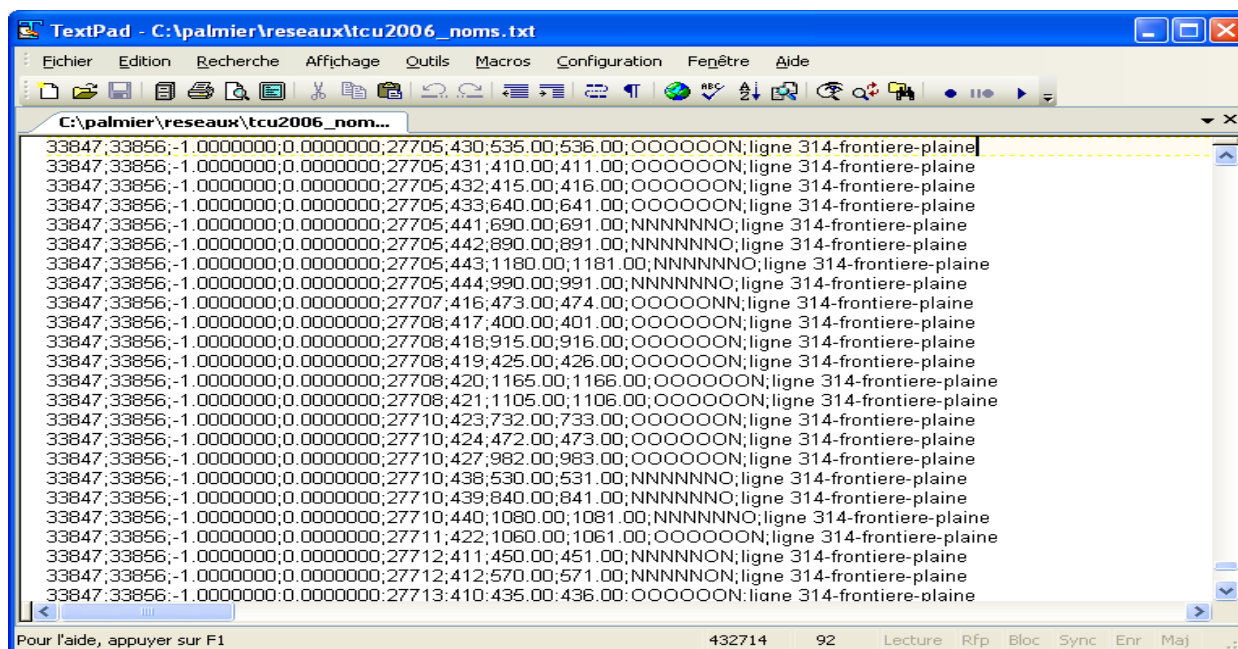 TextPad - C:\palmier\reseaux\tcu2006_noms.txt
Fichier Edition Recherche Affichage Outils Macros Configuration Fenêtre Aide
C:\palmier\reseaux\tcu2006_nom...
33847;33856;-1.0000000;0.0000000;27705;430;535.00;536.00;OOOOOON;ligne 314-frontiere-plaine
33847;33856;-1.0000000;0.0000000;27705;431;410.00;411.00;OOOOOON;ligne 314-frontiere-plaine
33847;33856;-1.0000000;0.0000000;27705;432;415.00;416.00;OOOOOON;ligne 314-frontiere-plaine
33847;33856;-1.0000000;0.0000000;27705;433;640.00;641.00;OOOOOON;ligne 314-frontiere-plaine
33847;33856;-1.0000000;0.0000000;27705;441;690.00;691.00;NNNNNNO;ligne 314-frontiere-plaine
33847;33856;-1.0000000;0.0000000;27705;442;890.00;891.00;NNNNNNO;ligne 314-frontiere-plaine
33847;33856;-1.0000000;0.0000000;27705;443;1180.00;1181.00;NNNNNNO;ligne 314-frontiere-plaine
33847;33856;-1.0000000;0.0000000;27705;444;990.00;991.00;NNNNNNO;ligne 314-frontiere-plaine
33847;33856;-1.0000000;0.0000000;27707;416;473.00;474.00;OOOOONN;ligne 314-frontiere-plaine
33847;33856;-1.0000000;0.0000000;27708;417;400.00;401.00;OOOOOON;ligne 314-frontiere-plaine
33847;33856;-1.0000000;0.0000000;27708;418;915.00;916.00;OOOOOON;ligne 314-frontiere-plaine
33847;33856;-1.0000000;0.0000000;27708;419;425.00;426.00;OOOOOON;ligne 314-frontiere-plaine
33847;33856;-1.0000000;0.0000000;27708;420;1165.00;1166.00;OOOOOON;ligne 314-frontiere-plaine
33847;33856;-1.0000000;0.0000000;27708;421;1105.00;1106.00;OOOOOON;ligne 314-frontiere-plaine
33847;33856;-1.0000000;0.0000000;27710;423;732.00;733.00;OOOOOON;ligne 314-frontiere-plaine
33847;33856;-1.0000000;0.0000000;27710;424;472.00;473.00;OOOOOON;ligne 314-frontiere-plaine
33847;33856;-1.0000000;0.0000000;27710;427;982.00;983.00;OOOOOON;ligne 314-frontiere-plaine
33847;33856;-1.0000000;0.0000000;27710;438;530.00;531.00;NNNNNNO;ligne 314-frontiere-plaine
33847;33856;-1.0000000;0.0000000;27710;439;840.00;841.00;NNNNNNO;ligne 314-frontiere-plaine
33847;33856;-1.0000000;0.0000000;27710;440;1080.00;1081.00;NNNNNNO;ligne 314-frontiere-plaine
33847;33856;-1.0000000;0.0000000;27711;422;1060.00;1061.00;OOOOOON;ligne 314-frontiere-plaine
33847;33856;-1.0000000;0.0000000;27712;411;450.00;451.00;NNNNNON;ligne 314-frontiere-plaine
33847;33856;-1.0000000;0.0000000;27712;412;570.00;571.00;NNNNNON;ligne 314-frontiere-plaine
33847;33856;-1.0000000;0.0000000;27713;410;435.00;436.00;OOOOOON;ligne 314-frontiere-plaine
Pour l'aide, appuyer sur F1 432714 92 Lecture Rfp Bloc Sync Enr Maj